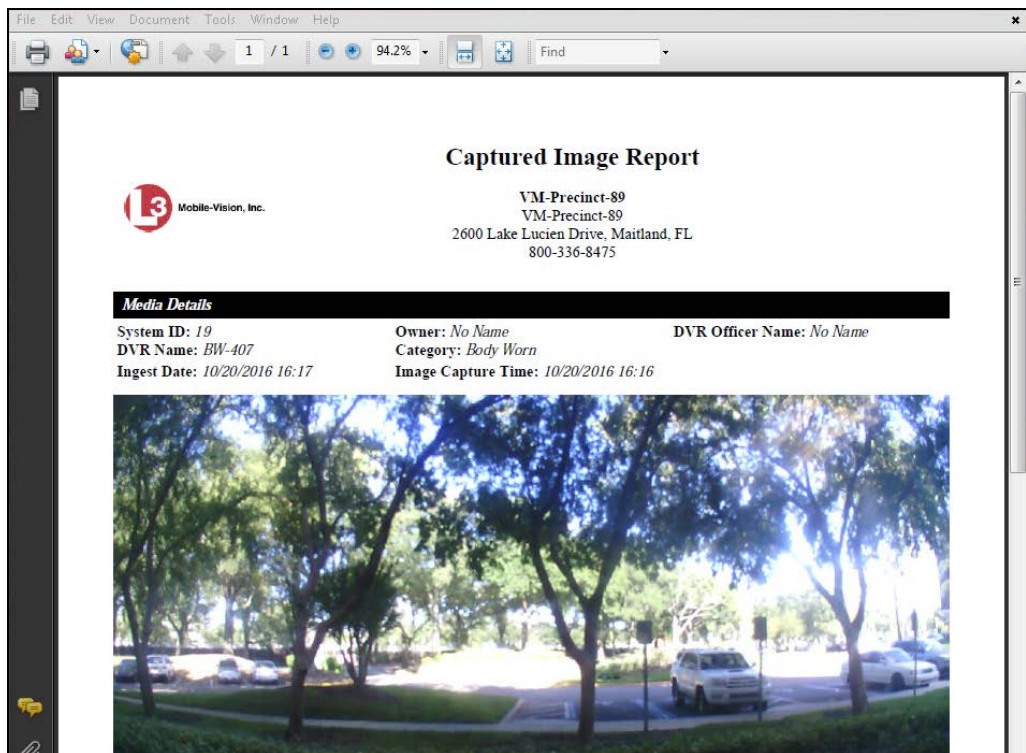 File Edit View Document Tools Window Help
1 / 1 94.2% Find
Captured Image Report
L3 Mobile-Vision, Inc.
VM-Precinct-89
VM-Precinct-89
2600 Lake Lucien Drive, Maitland, FL
800-336-8475
Media Details
System ID: 19 Owner: No Name DVR Officer Name: No Name
DVR Name: BW-407 Category: Body Worn
Ingest Date: 10/20/2016 16:17 Image Capture Time: 10/20/2016 16:16